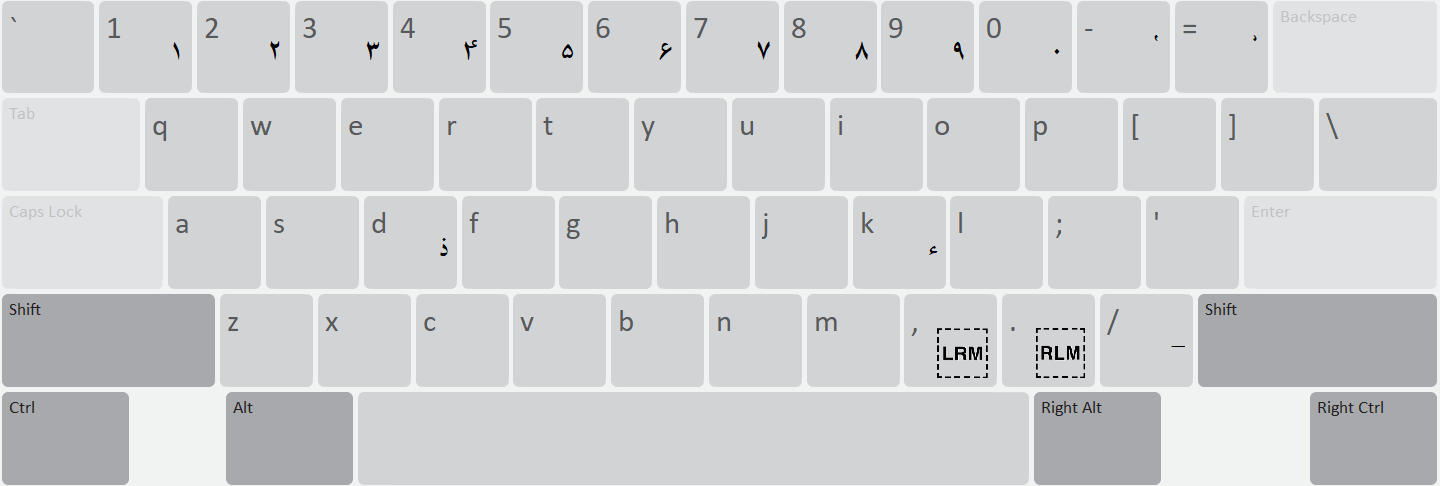 ` 1 ۱ 2 ۲ 3 ۳ 4 ۴ 5 ۵ 6 ۶ 7 ۷ 8 ۸ 9 ۹ 0 ۰ - = Backspace
Tab q w e r t y u i o p [ ] \
Caps Lock a s d ذ f g h j k ء l ; ' Enter
Shift z x c v b n m , LRM . RLM / _ Shift
Ctrl Alt Right Alt Right Ctrl